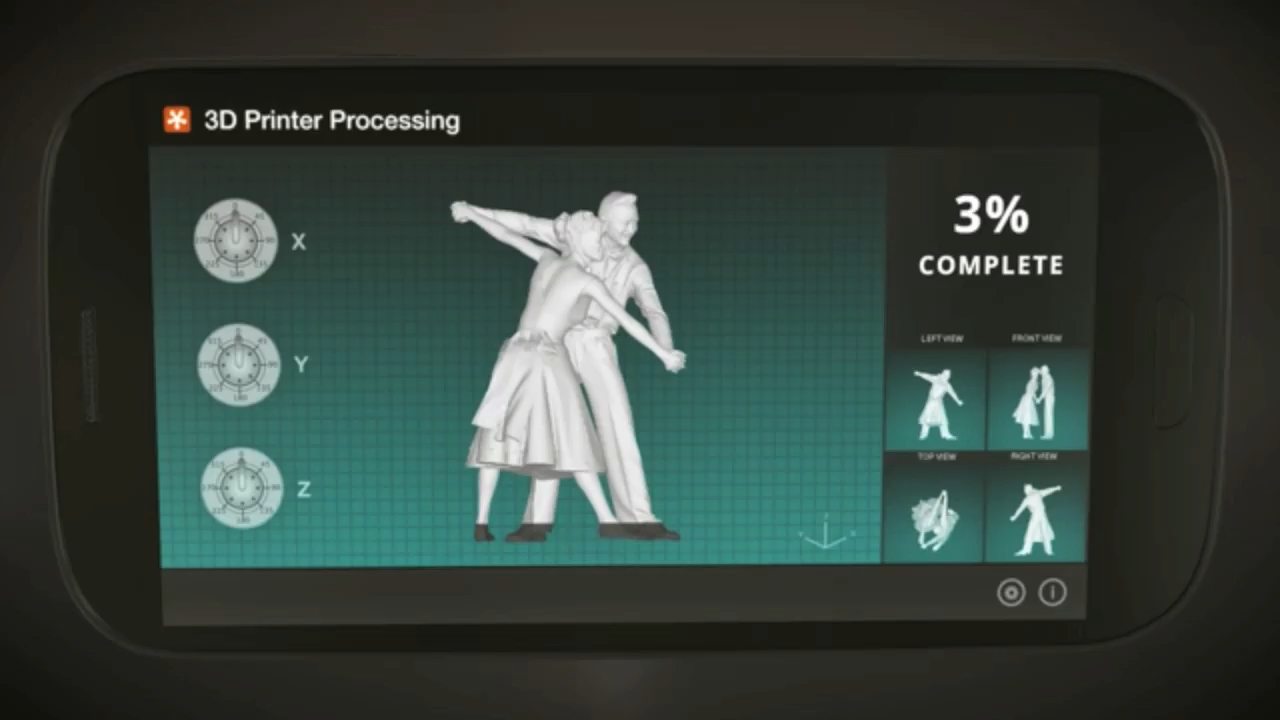 3D Printer Processing
X
Y
Z
3%
COMPLETE
LEFT VIEW
FRONT VIEW
TOP VIEW
RIGHT VIEW